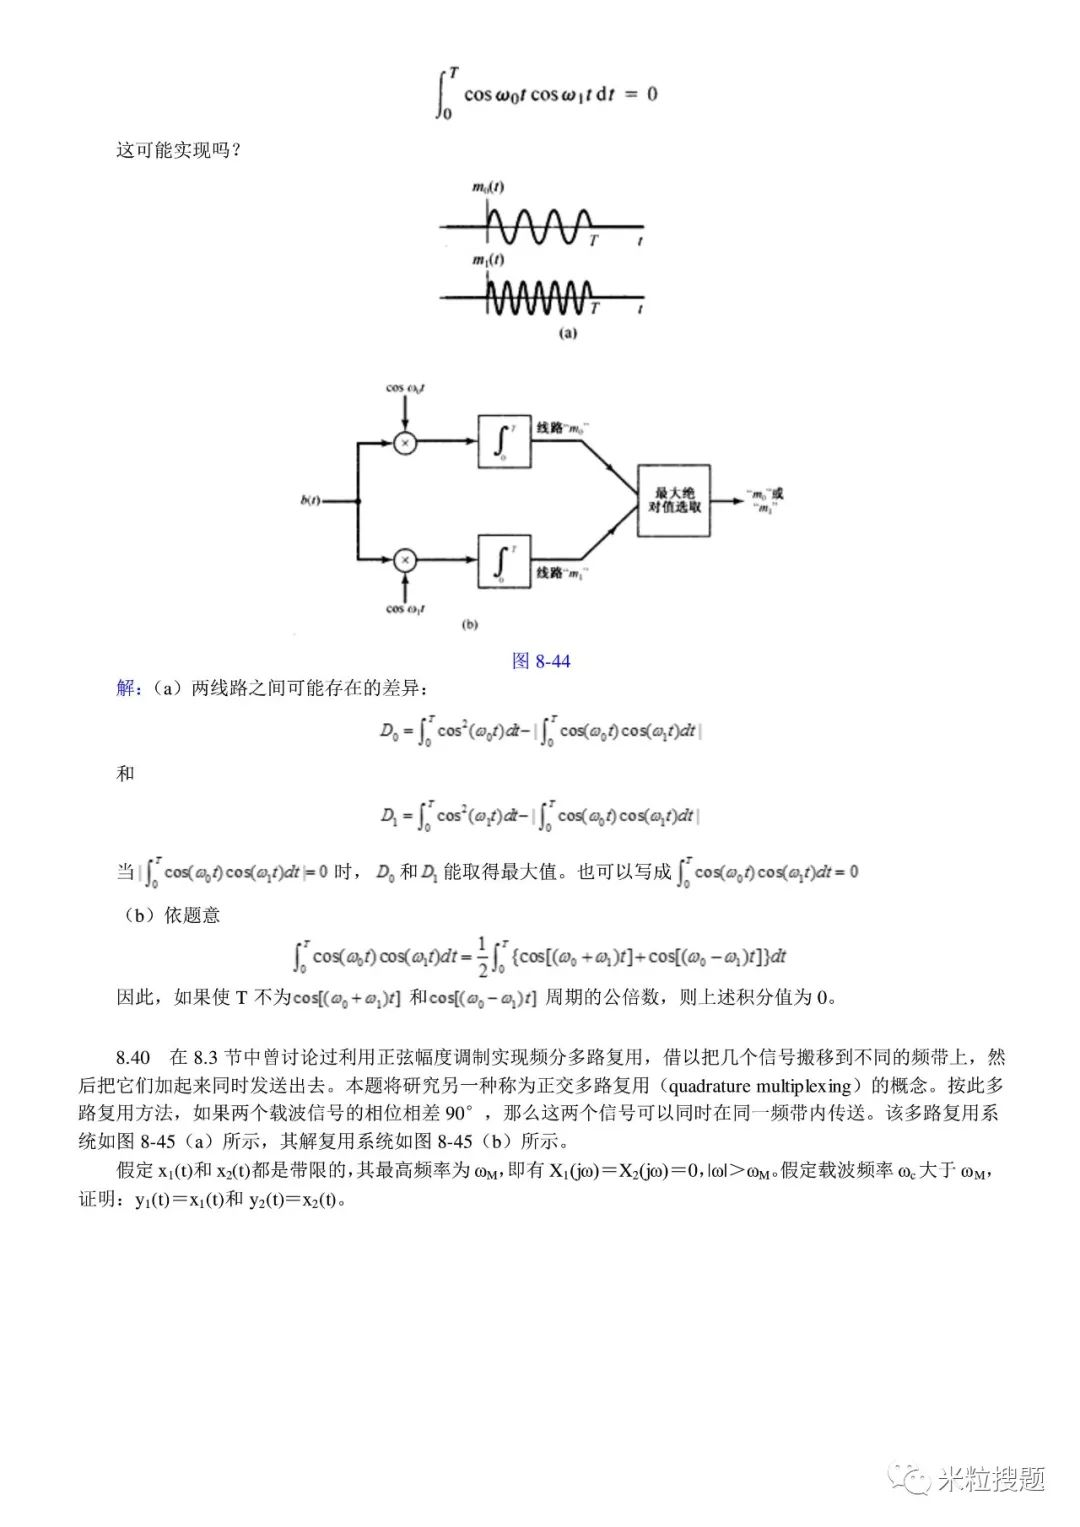 ∫₀ᵀ cos ω₀t cos ω₁t dt = 0
这可能实现吗？
m₀(t)
T t
m₁(t)
T t
(a)
cos ω₀t
× ∫₀ᵀ 线路“m₀”
b(t) 最大绝对值选取 “m₀”或“m₁”
× ∫₀ᵀ 线路“m₁”
cos ω₁t
(b)
图 8-44
解：（a）两线路之间可能存在的差异：
D₀ = ∫₀ᵀ cos²(ω₀t)dt − |∫₀ᵀ cos(ω₀t)cos(ω₁t)dt|
和
D₁ = ∫₀ᵀ cos²(ω₁t)dt − |∫₀ᵀ cos(ω₀t)cos(ω₁t)dt|
当|∫₀ᵀ cos(ω₀t)cos(ω₁t)dt|=0 时， D₀ 和 D₁ 能取得最大值。也可以写成 ∫₀ᵀ cos(ω₀t)cos(ω₁t)dt = 0
（b）依题意
∫₀ᵀ cos(ω₀t)cos(ω₁t)dt = 1/2 ∫₀ᵀ {cos[(ω₀+ω₁)t]+cos[(ω₀−ω₁)t]}dt
因此，如果使 T 不为cos[(ω₀+ω₁)t] 和cos[(ω₀−ω₁)t] 周期的公倍数，则上述积分值为 0。
8.40 在 8.3 节中曾讨论过利用正弦幅度调制实现频分多路复用，借以把几个信号搬移到不同的频带上，然
后把它们加起来同时发送出去。本题将研究另一种称为正交多路复用（quadrature multiplexing）的概念。按此多
路复用方法，如果两个载波信号的相位相差 90°，那么这两个信号可以同时在同一频带内传送。该多路复用系
统如图 8-45（a）所示，其解复用系统如图 8-45（b）所示。
假定 x₁(t)和 x₂(t)都是带限的，其最高频率为 ωM，即有 X₁(jω)＝X₂(jω)＝0，|ω|＞ωM。假定载波频率 ωc 大于 ωM，
证明：y₁(t)＝x₁(t)和 y₂(t)＝x₂(t)。
米粒搜题